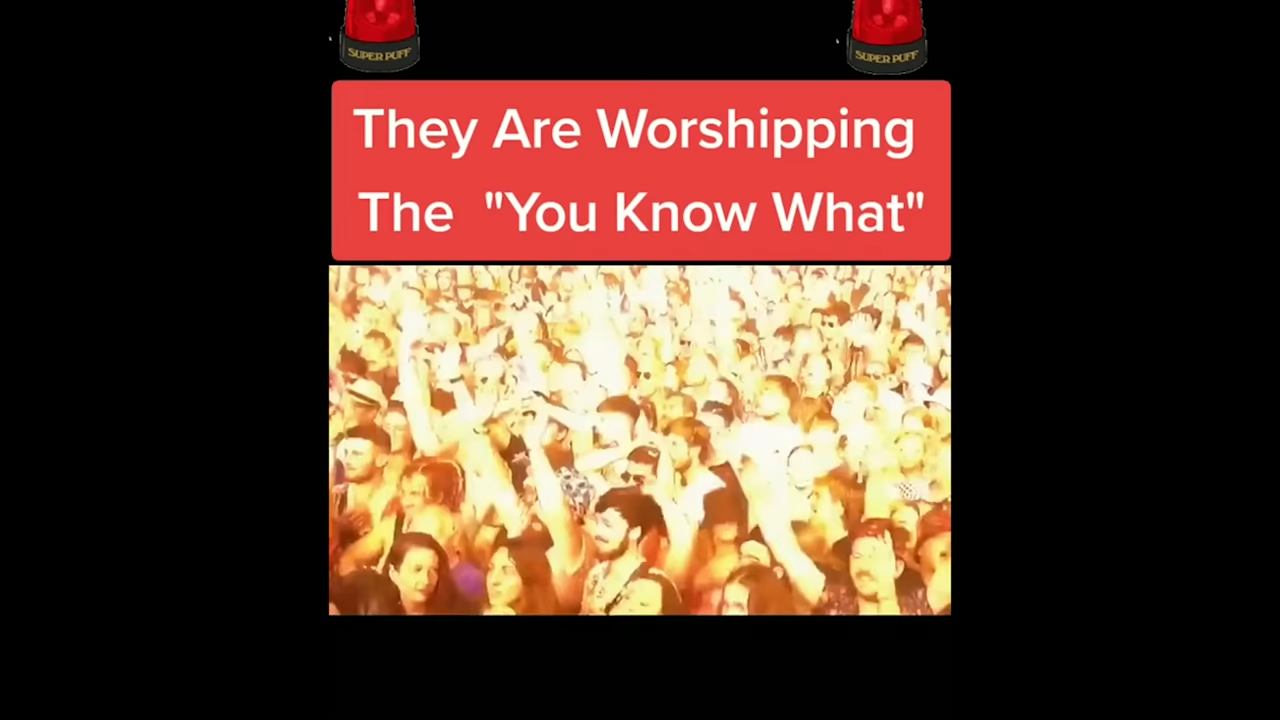 SUPER PUFF SUPER PUFF
They Are Worshipping
The "You Know What"